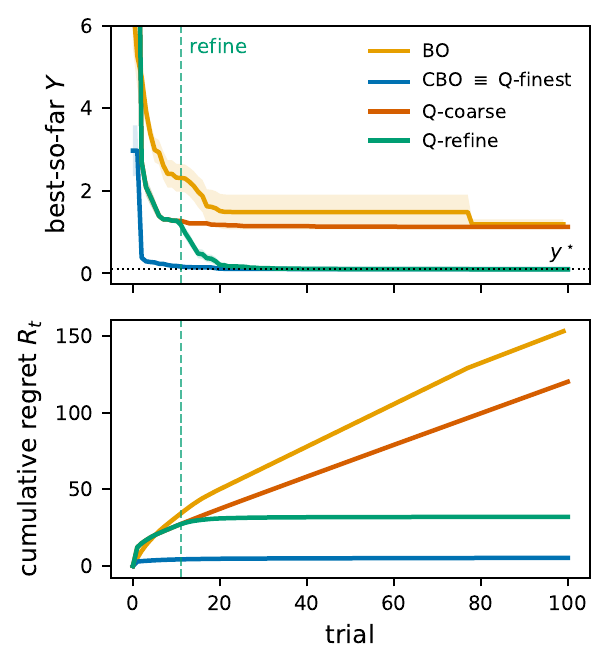 refine
BO
CBO ≡ Q-finest
Q-coarse
Q-refine
6
4
2
0
best-so-far Y
y*
150
100
50
0
cumulative regret Rt
0 20 40 60 80 100
trial